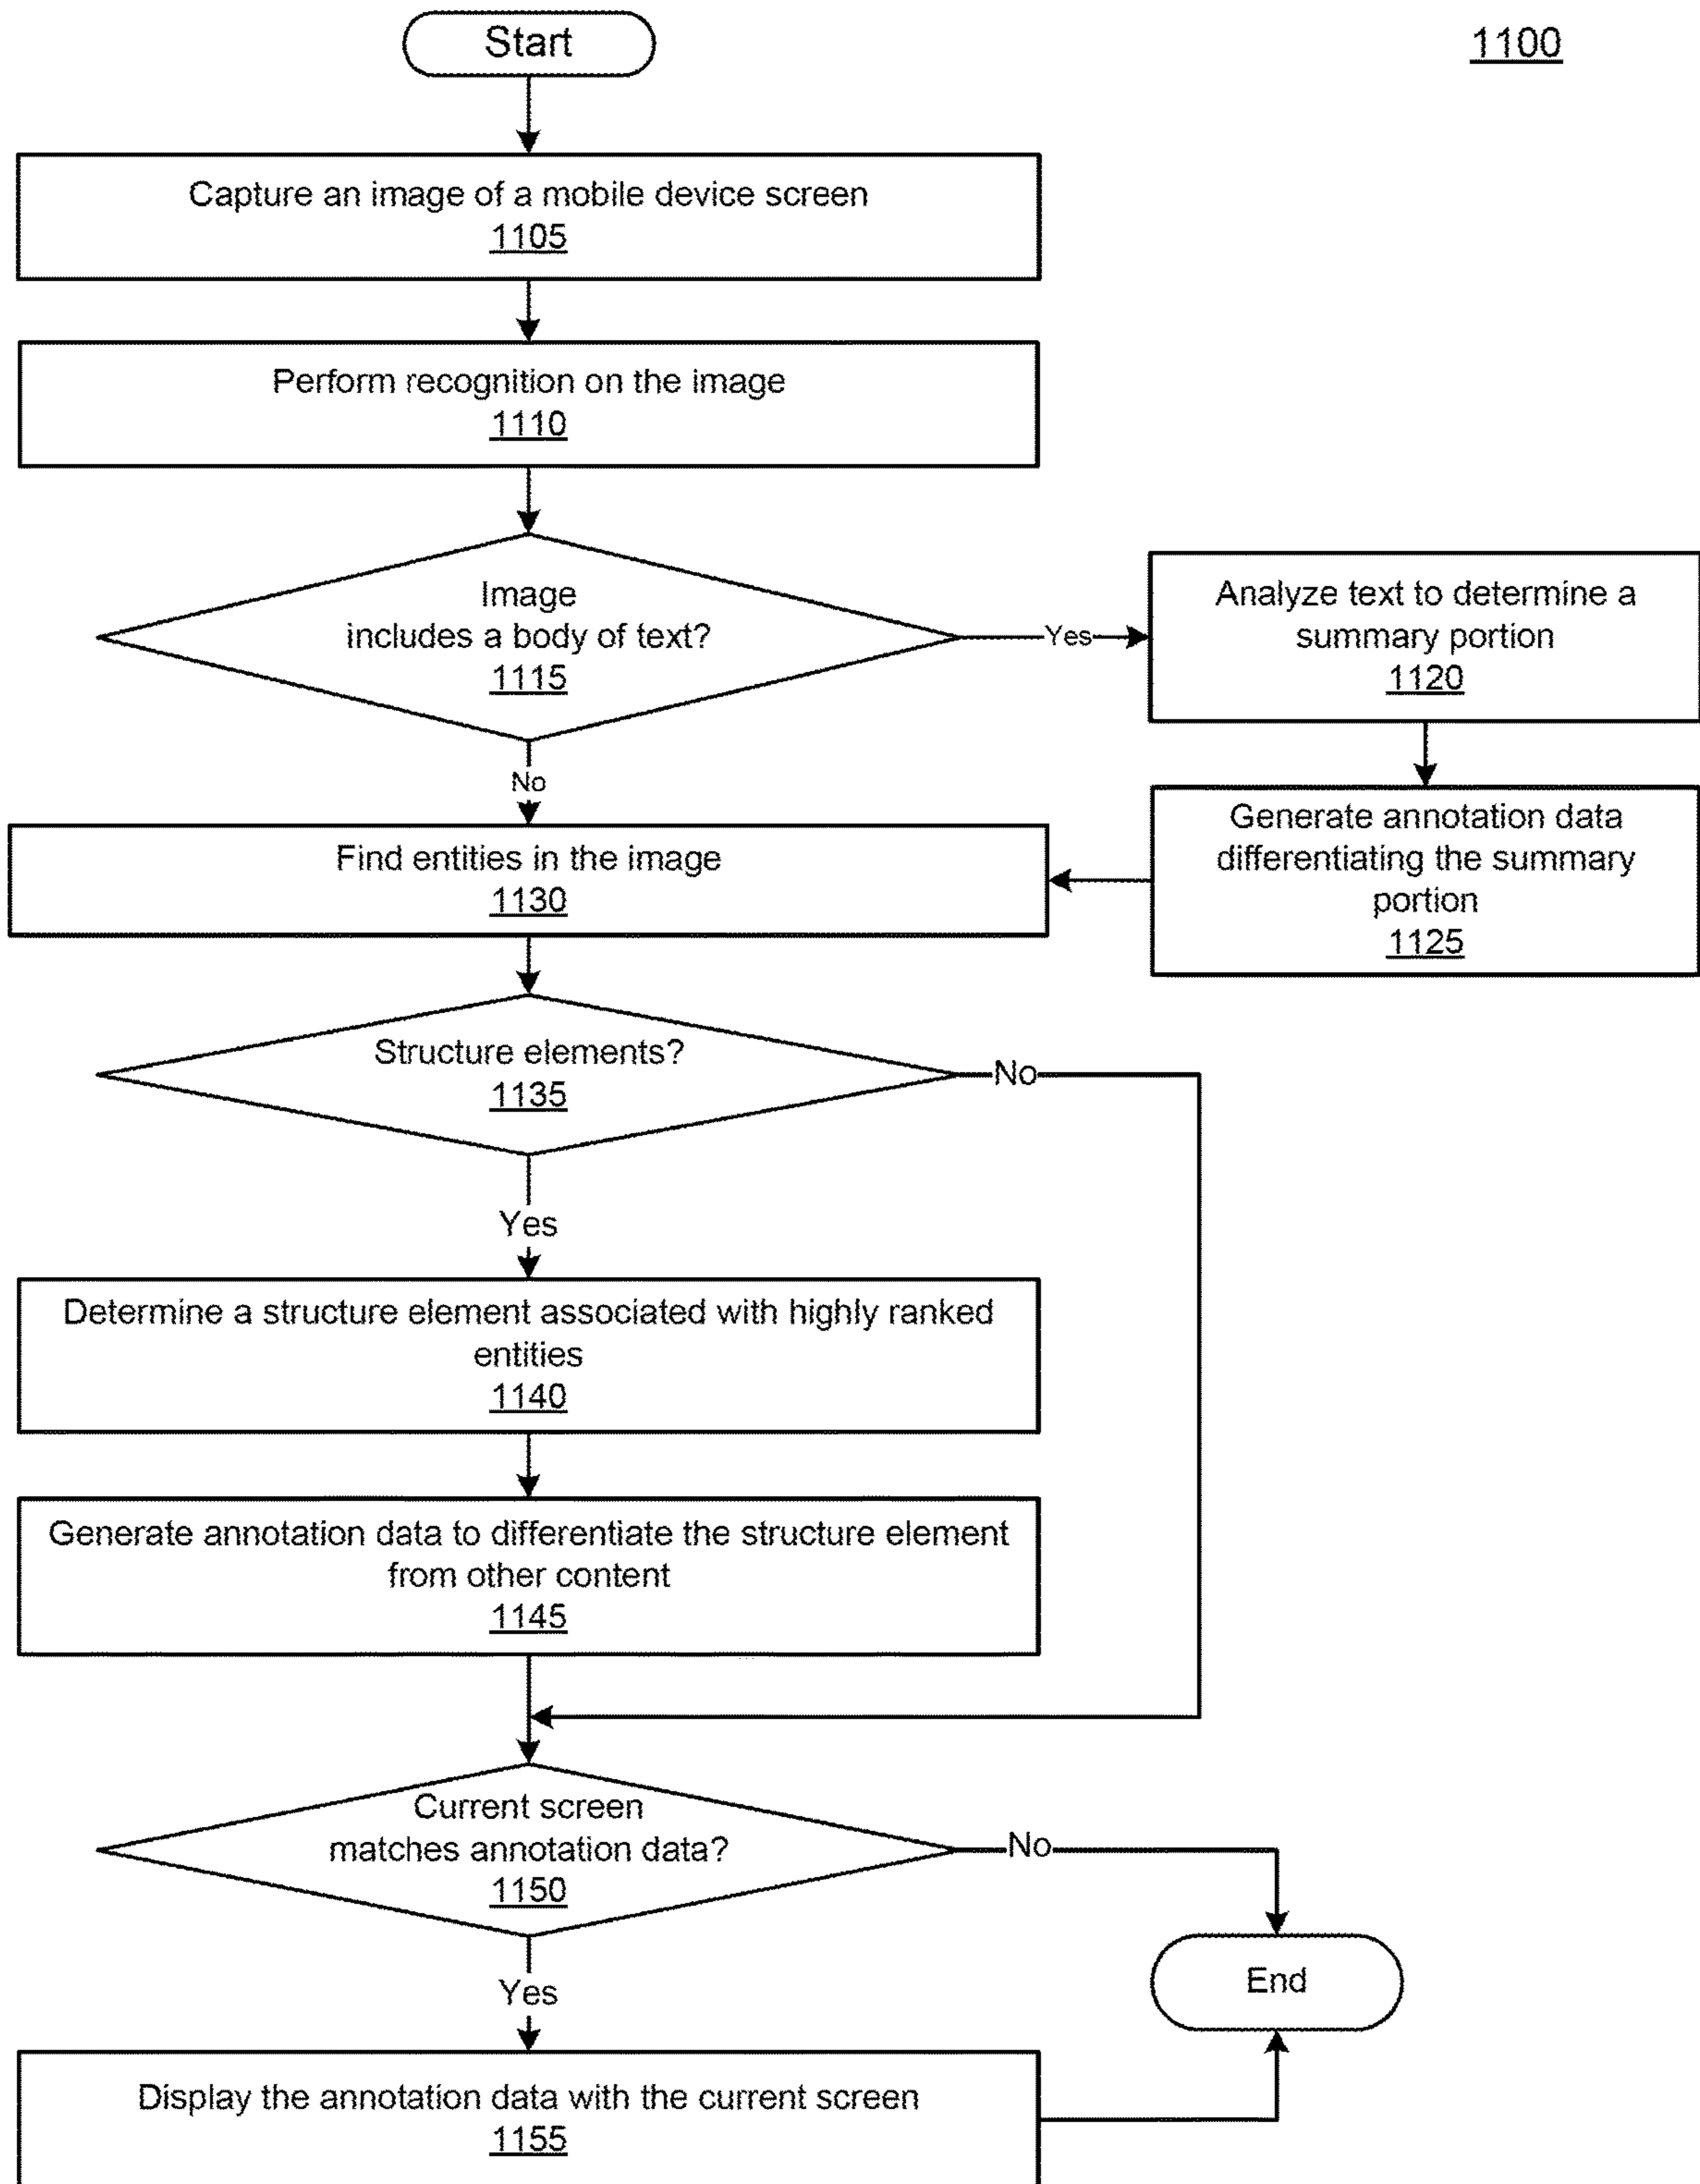 Start
1100
Capture an image of a mobile device screen
1105
Perform recognition on the image
1110
Image
includes a body of text?
1115
Yes
Analyze text to determine a
summary portion
1120
No
Generate annotation data
differentiating the summary
portion
1125
Find entities in the image
1130
Structure elements?
1135
No
Yes
Determine a structure element associated with highly ranked
entities
1140
Generate annotation data to differentiate the structure element
from other content
1145
Current screen
matches annotation data?
1150
No
Yes
End
Display the annotation data with the current screen
1155